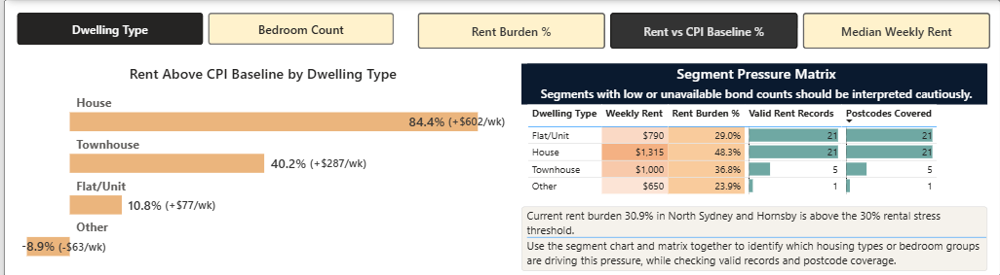 Dwelling Type
Bedroom Count
Rent Burden %
Rent vs CPI Baseline %
Median Weekly Rent
Rent Above CPI Baseline by Dwelling Type
House
84.4% (+$602/wk)
Townhouse
40.2% (+$287/wk)
Flat/Unit
10.8% (+$77/wk)
Other
-8.9% (-$63/wk)
Segment Pressure Matrix
Segments with low or unavailable bond counts should be interpreted cautiously.
Dwelling Type Weekly Rent Rent Burden % Valid Rent Records Postcodes Covered
Flat/Unit $790 29.0% 21 21
House $1,315 48.3% 21 21
Townhouse $1,000 36.8% 5 5
Other $650 23.9% 1 1
Current rent burden 30.9% in North Sydney and Hornsby is above the 30% rental stress
threshold.
Use the segment chart and matrix together to identify which housing types or bedroom groups
are driving this pressure, while checking valid records and postcode coverage.